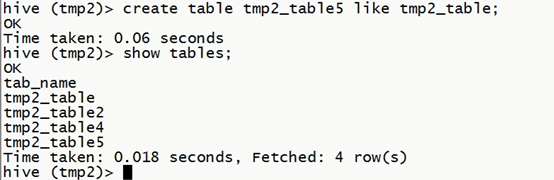 hive (tmp2)> create table tmp2_table5 like tmp2_table;
OK
Time taken: 0.06 seconds
hive (tmp2)> show tables;
OK
tab_name
tmp2_table
tmp2_table2
tmp2_table4
tmp2_table5
Time taken: 0.018 seconds, Fetched: 4 row(s)
hive (tmp2)>